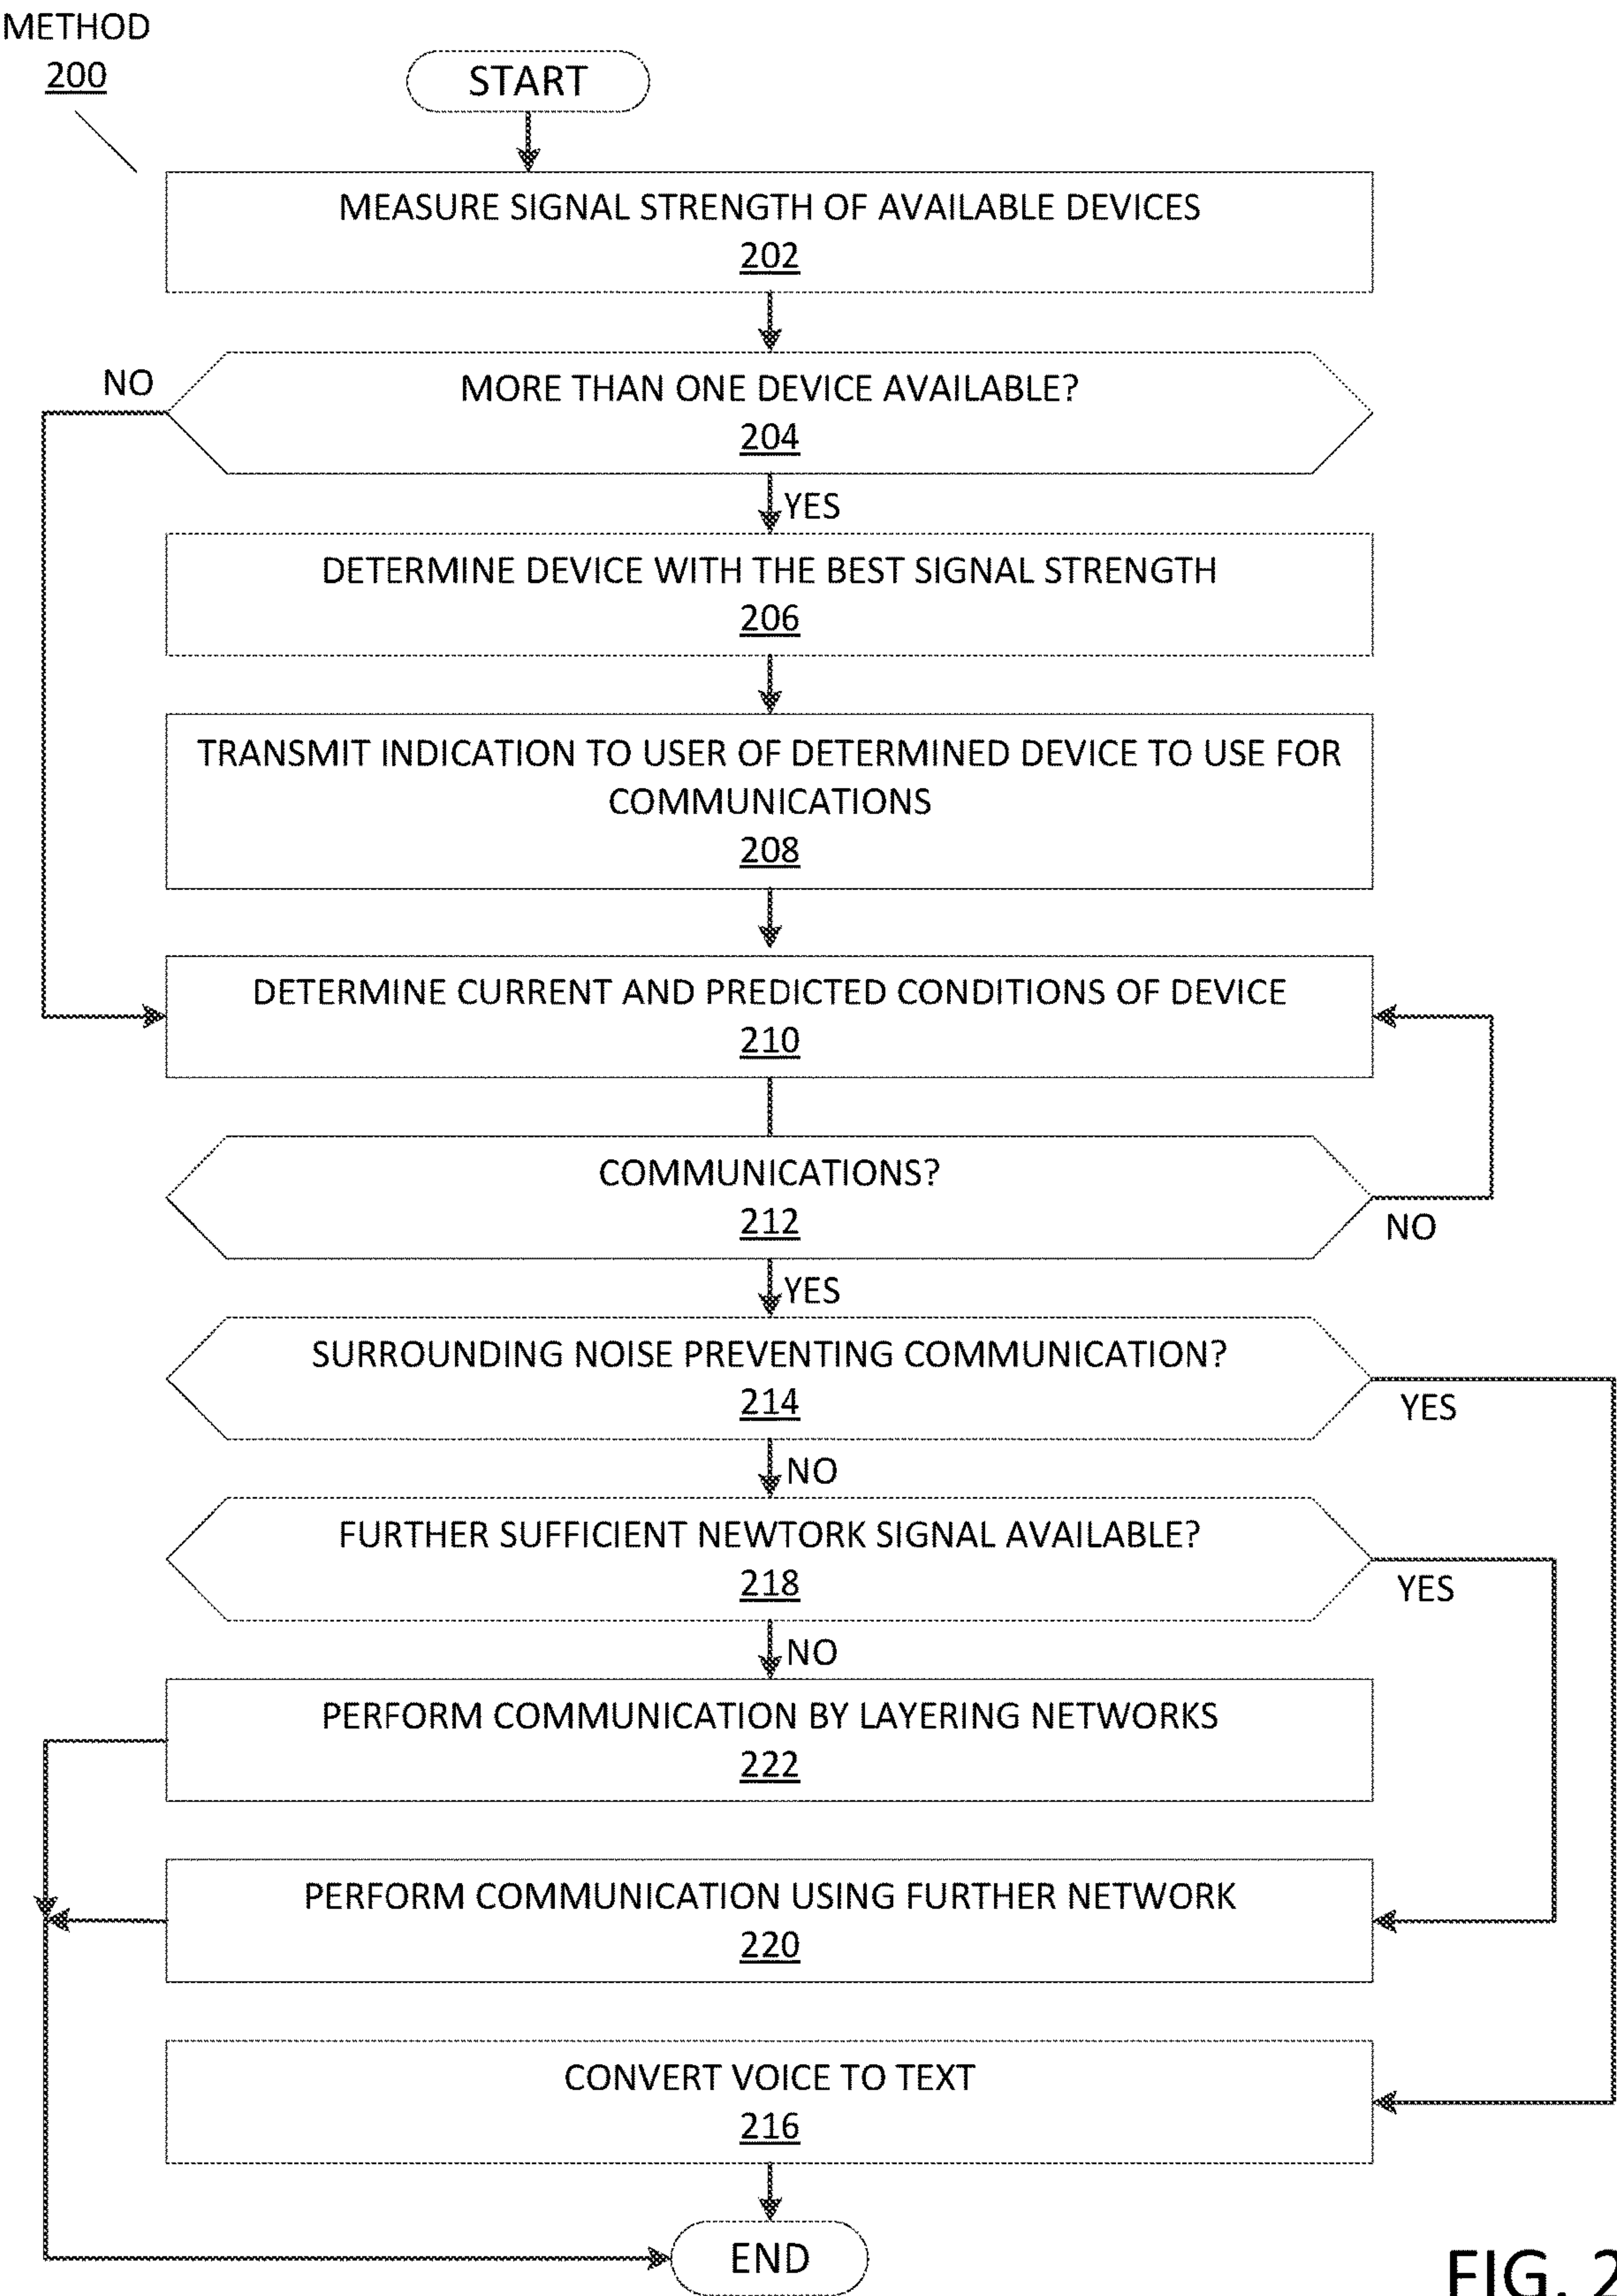 METHOD
200
START
MEASURE SIGNAL STRENGTH OF AVAILABLE DEVICES
202
NO
MORE THAN ONE DEVICE AVAILABLE?
204
YES
DETERMINE DEVICE WITH THE BEST SIGNAL STRENGTH
206
TRANSMIT INDICATION TO USER OF DETERMINED DEVICE TO USE FOR
COMMUNICATIONS
208
DETERMINE CURRENT AND PREDICTED CONDITIONS OF DEVICE
210
COMMUNICATIONS?
212
NO
YES
SURROUNDING NOISE PREVENTING COMMUNICATION?
214
YES
NO
FURTHER SUFFICIENT NEWTORK SIGNAL AVAILABLE?
218
YES
NO
PERFORM COMMUNICATION BY LAYERING NETWORKS
222
PERFORM COMMUNICATION USING FURTHER NETWORK
220
CONVERT VOICE TO TEXT
216
END
FIG. 2